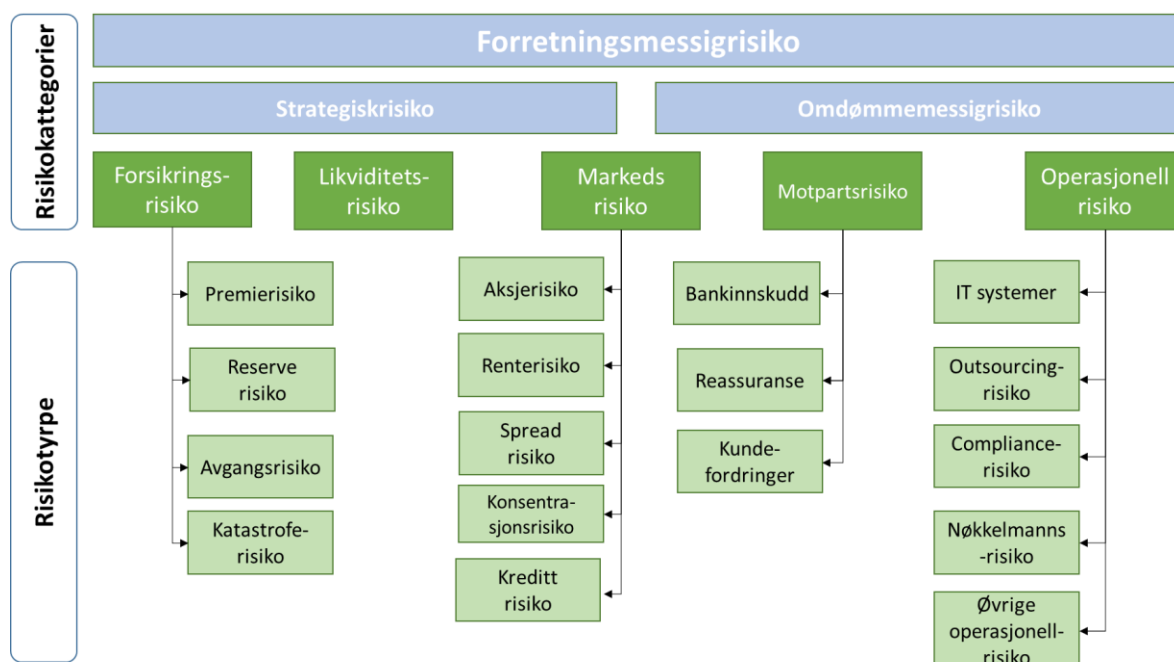 Risikokattegorier
Forretningsmessigrisiko
Strategiskrisiko
Omdømmemessigrisiko
Forsikrings-
risiko
Likviditets-
risiko
Markeds
risiko
Motpartsrisiko
Operasjonell
risiko
Risikotyrpe
Premierisiko
Reserve
risiko
Avgangsrisiko
Katastrofe-
risiko
Aksjerisiko
Renterisiko
Spread
risiko
Konsentra-
sjonsrisiko
Kreditt
risiko
Bankinnskudd
Reassuranse
Kunde-
fordringer
IT systemer
Outsourcing-
risiko
Compliance-
risiko
Nøkkelmanns
-risiko
Øvrige
operasjonell-
risiko